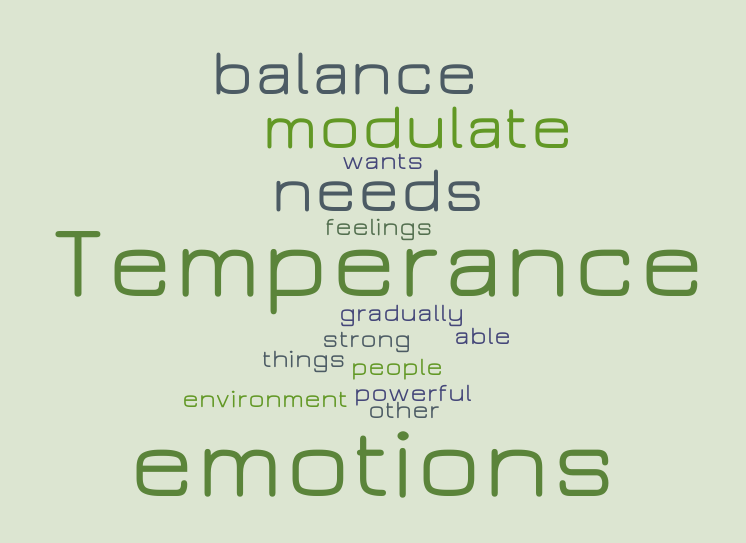 balance
modulate
wants
needs
feelings
Temperance
gradually
strong able
things
people
powerful
environment
other
emotions